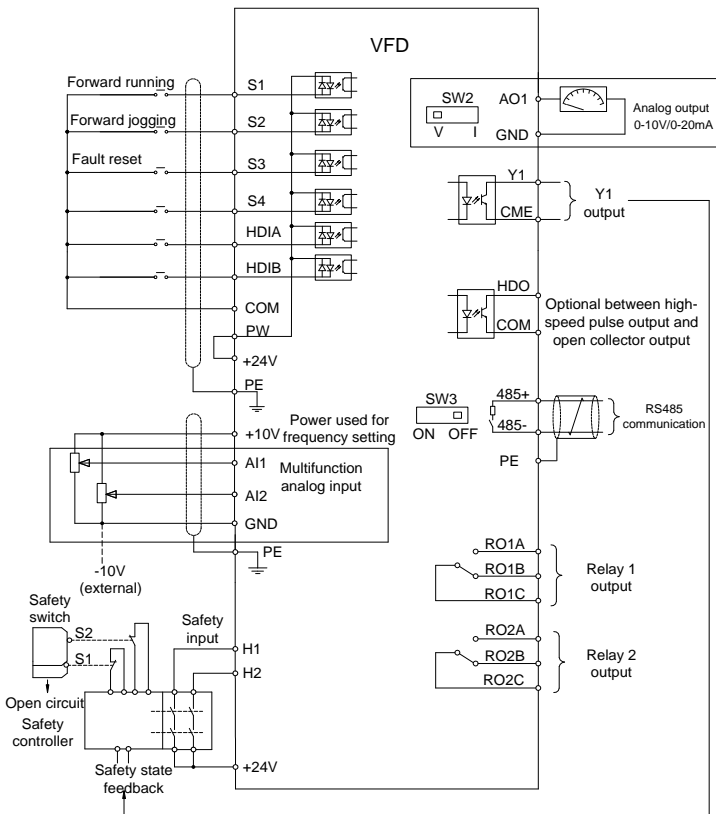 VFD
Forward running
S1
Forward jogging
S2
Fault reset
S3
S4
HDIA
HDIB
COM
PW
+24V
PE
SW2
V I
AO1
GND
Analog output
0-10V/0-20mA
Y1
CME
Y1
output
HDO
COM
Optional between high-
speed pulse output and
open collector output
SW3
ON OFF
485+
485-
PE
RS485
communication
Power used for
frequency setting
+10V
AI1
AI2
Multifunction
analog input
GND
PE
-10V
(external)
RO1A
RO1B
RO1C
Relay 1
output
RO2A
RO2B
RO2C
Relay 2
output
Safety
switch
S2
S1
Open circuit
Safety
controller
Safety
input
H1
H2
+24V
Safety state
feedback